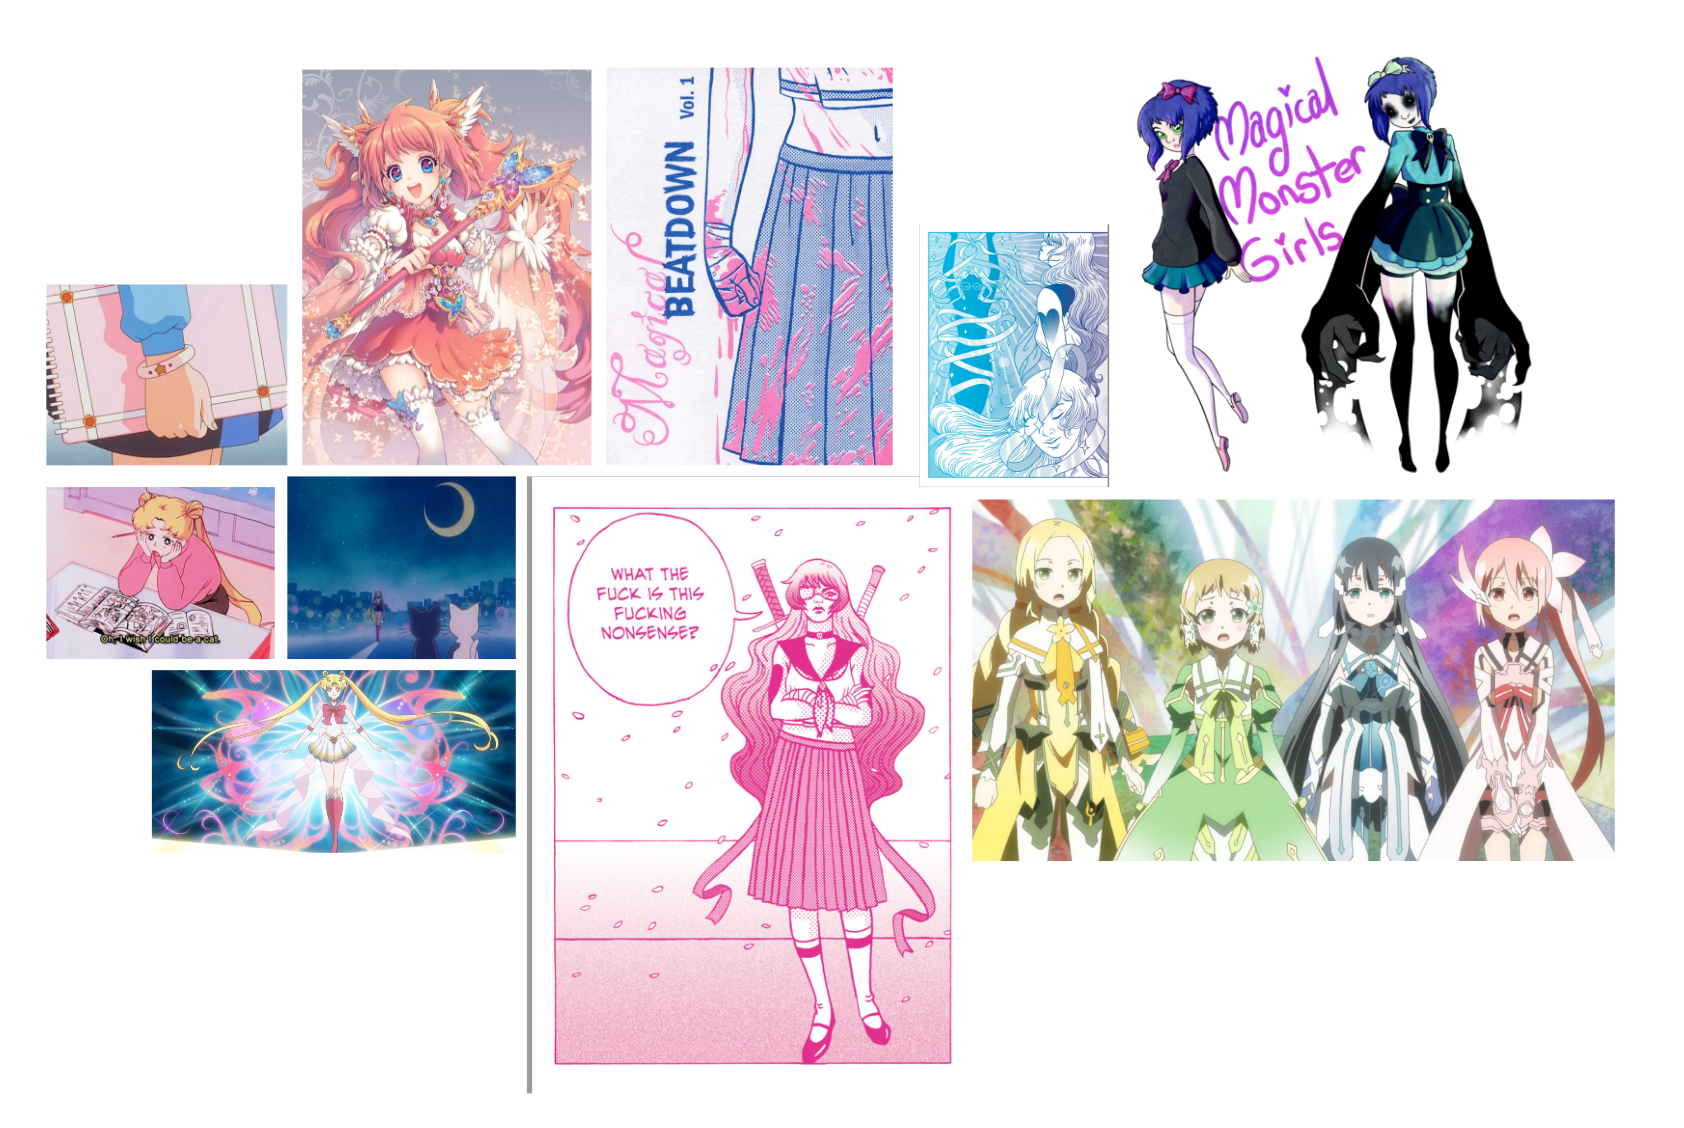 Magical
BEATDOWN Vol. 1
Magical
Monster
Girls
Oh, I wish I could be a cat.
WHAT THE
FUCK IS THIS
FUCKING
NONSENSE?